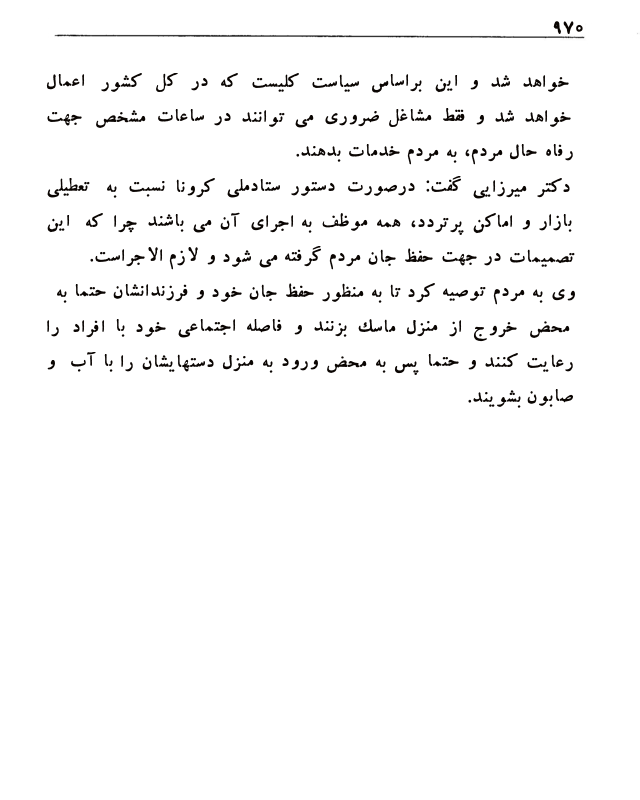 ۹۷۰
خواهد شد و این براساس سیاست کلیست که در کل کشور اعمال
خواهد شد و فقط مشاغل ضروری می توانند در ساعات مشخص جهت
رفاه حال مردم، به مردم خدمات بدهند.
دکتر میرزایی گفت: درصورت دستور ستادملی کرونا نسبت به تعطیلی
بازار و اماکن پرتردد، همه موظف به اجرای آن می باشند چرا که این
تصمیمات در جهت حفظ جان مردم گرفته می شود و لازم الاجراست.
وی به مردم توصیه کرد تا به منظور حفظ جان خود و فرزندانشان حتما به
محض خروج از منزل ماسك بزنند و فاصله اجتماعی خود با افراد را
رعایت کنند و حتما پس به محض ورود به منزل دستهایشان را با آب و
صابون بشویند.